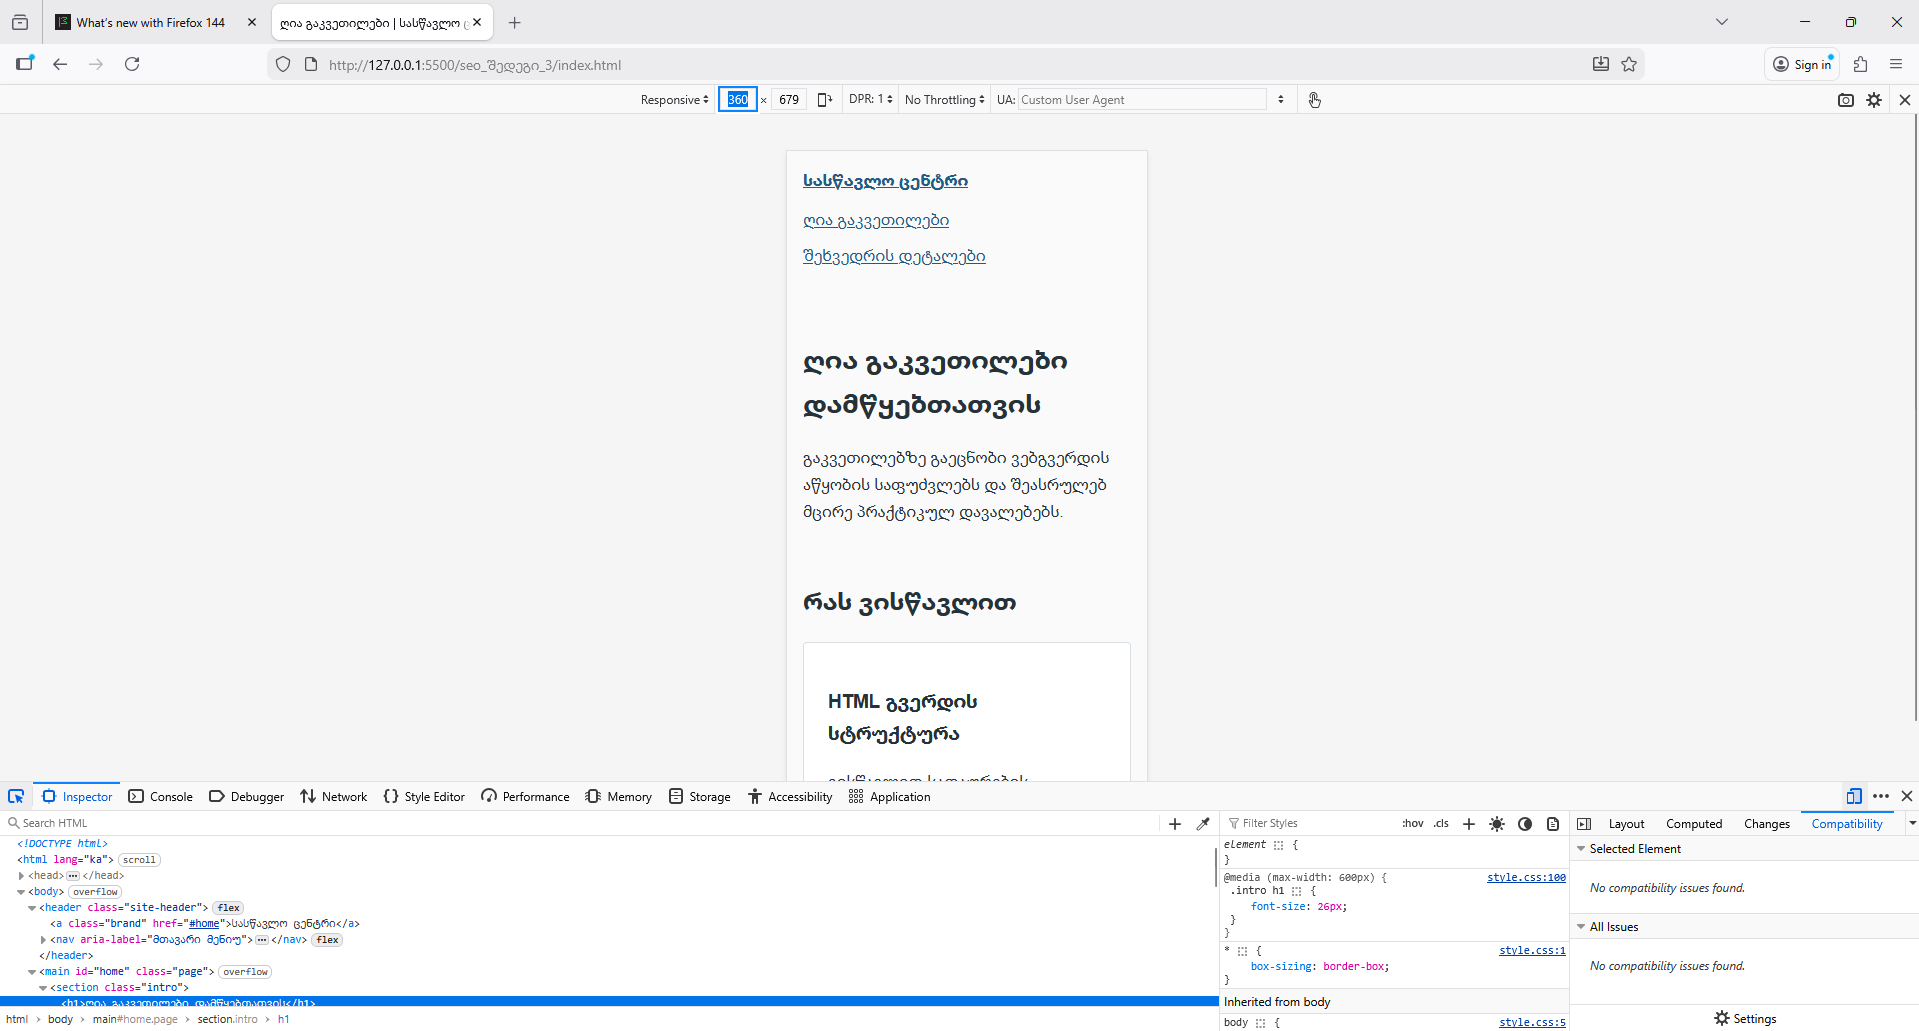 What's new with Firefox 144
ღია გაკვეთილები | სასწავლო
http://127.0.0.1:5500/seo_შედეგი_3/index.html
Sign in
Responsive 360 × 679 DPR: 1 No Throttling UA: Custom User Agent
სასწავლო ცენტრი
ღია გაკვეთილები
შეხვედრის დეტალები
ღია გაკვეთილები
დამწყებთათვის
გაკვეთილებზე გაეცნობი ვებგვერდის
აწყობის საფუძვლებს და შეასრულებ
მცირე პრაქტიკულ დავალებებს.
რას ვისწავლით
HTML გვერდის
სტრუქტურა
Inspector Console Debugger Network Style Editor Performance Memory Storage Accessibility Application
Search HTML
<!DOCTYPE html>
<html lang="ka"> scroll
<head> ••• </head>
<body> overflow
<header class="site-header"> flex
<a class="brand" href="#home">სასწავლო ცენტრი</a>
<nav aria-label="მთავარი მენიუ"> ••• </nav> flex
</header>
<main id="home" class="page"> overflow
<section class="intro">
<h1>ღია გაკვეთილები დამწყებთათვის</h1>
html > body > main#home.page > section.intro > h1
Filter Styles :hov .cls
element {
}
@media (max-width: 600px) { style.css:100
.intro h1 {
font-size: 26px;
}
}
* { style.css:1
box-sizing: border-box;
}
Inherited from body
body { style.css:5
Layout Computed Changes Compatibility
Selected Element
No compatibility issues found.
All Issues
No compatibility issues found.
Settings